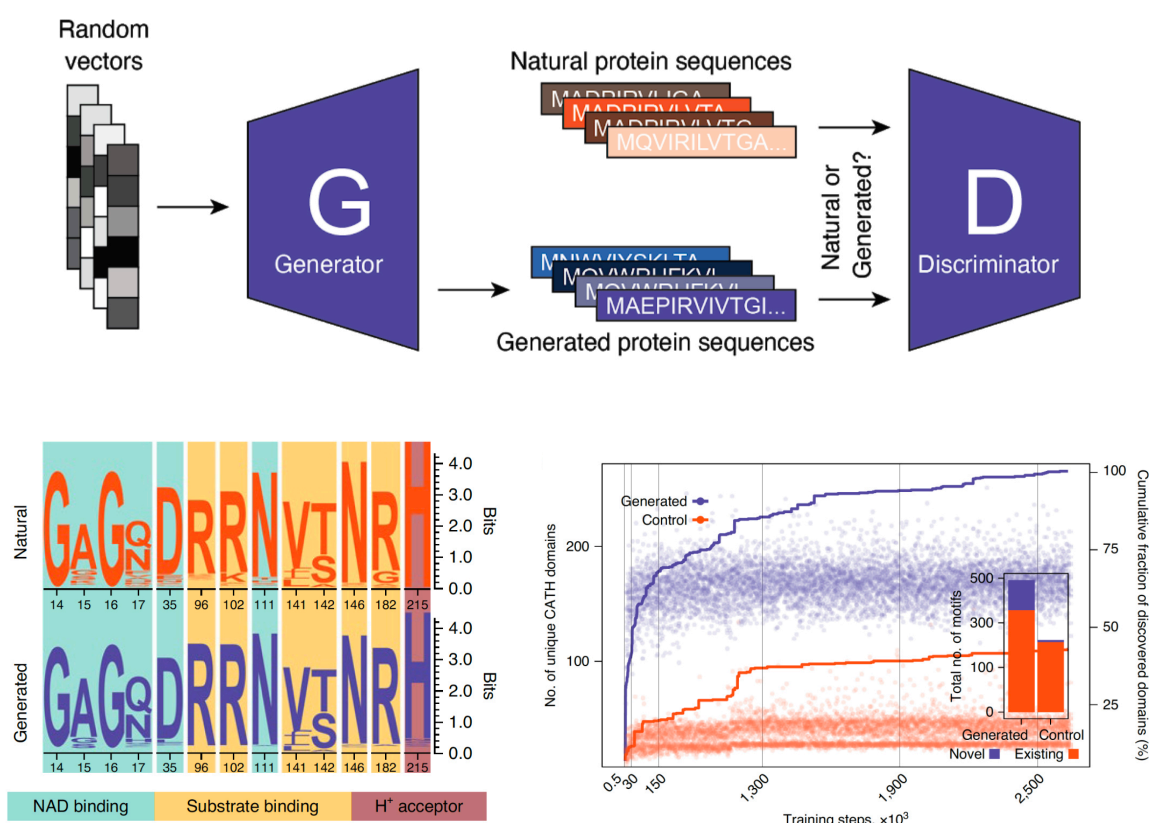 Random
vectors
G
Generator
Natural protein sequences
MQVIRILVTGA...
Natural or
Generated?
MAEPIRVIVTGI...
Generated protein sequences
D
Discriminator
Natural
4.0
3.0
2.0
1.0
0.0
Bits
14 15 16 17 35 96 102 111 141 142 146 182 215
Generated
4.0
3.0
2.0
1.0
0.0
Bits
14 15 16 17 35 96 102 111 141 142 146 182 215
NAD binding
Substrate binding
H⁺ acceptor
No. of unique CATH domains
200
100
Generated
Control
Cumulative fraction of discovered domains (%)
100
75
50
25
Total no. of motifs
500
300
100
0
Generated Control
Novel
Existing
0.5 30 150 1,300 1,900 2,500
Training steps, ×10³